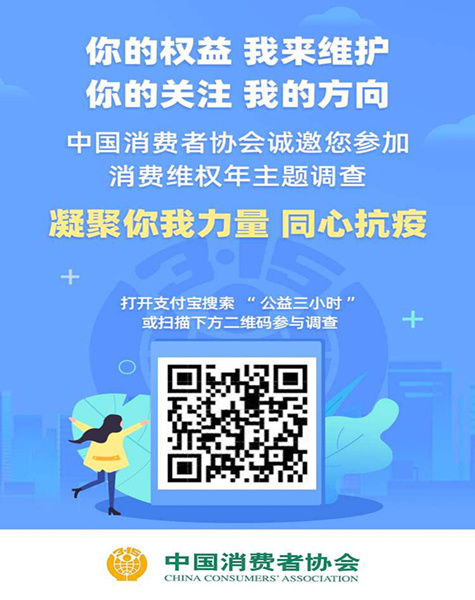 你的权益 我来维护
你的关注 我的方向
中国消费者协会诚邀您参加
消费维权年主题调查
凝聚你我力量 同心抗疫
3·15
打开支付宝搜索 “ 公益三小时 ”
或扫描下方二维码参与调查
3·15
中国消费者协会
CHINA CONSUMERS' ASSOCIATION